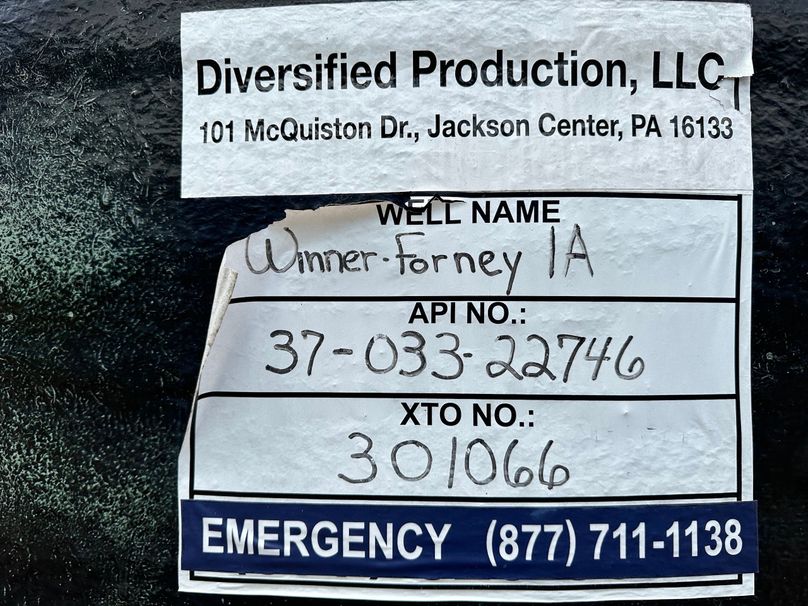 Diversified Production, LLC
101 McQuiston Dr., Jackson Center, PA 16133
WELL NAME
Winner-Forney 1A
API NO.:
37-033-22746
XTO NO.:
301066
EMERGENCY (877) 711-1138